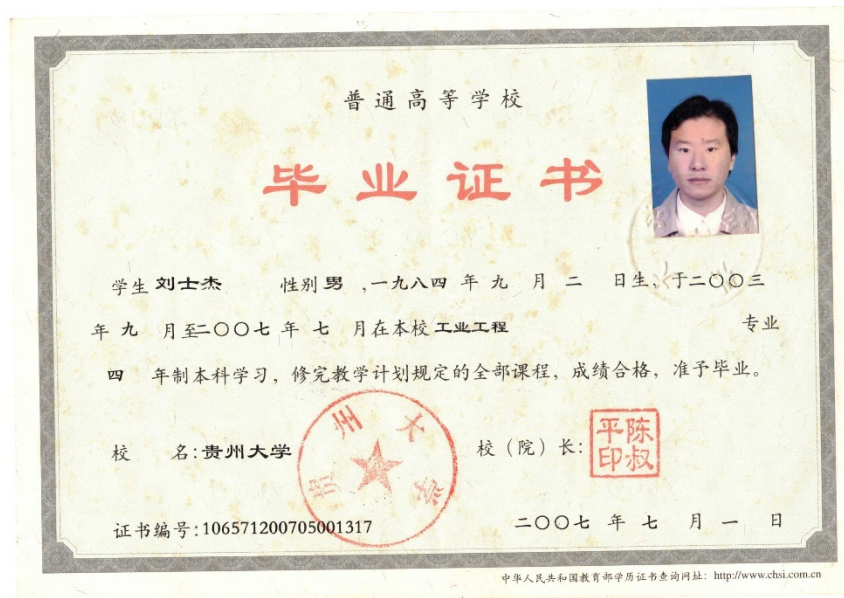 普通高等学校
毕业证书
学生 刘士杰 性别 男 ,一九八四 年 九 月 二 日生、于二〇〇三
年 九 月至二〇〇七 年 七 月在本校 工业工程 专业
四 年制本科学习，修完教学计划规定的全部课程，成绩合格，准予毕业。
校 名:贵州大学
贵州大学
校（院）长:
陈叔平印
证书编号:106571200705001317
二〇〇七 年 七 月 一 日
中华人民共和国教育部学历证书查询网址：http://www.chsi.com.cn